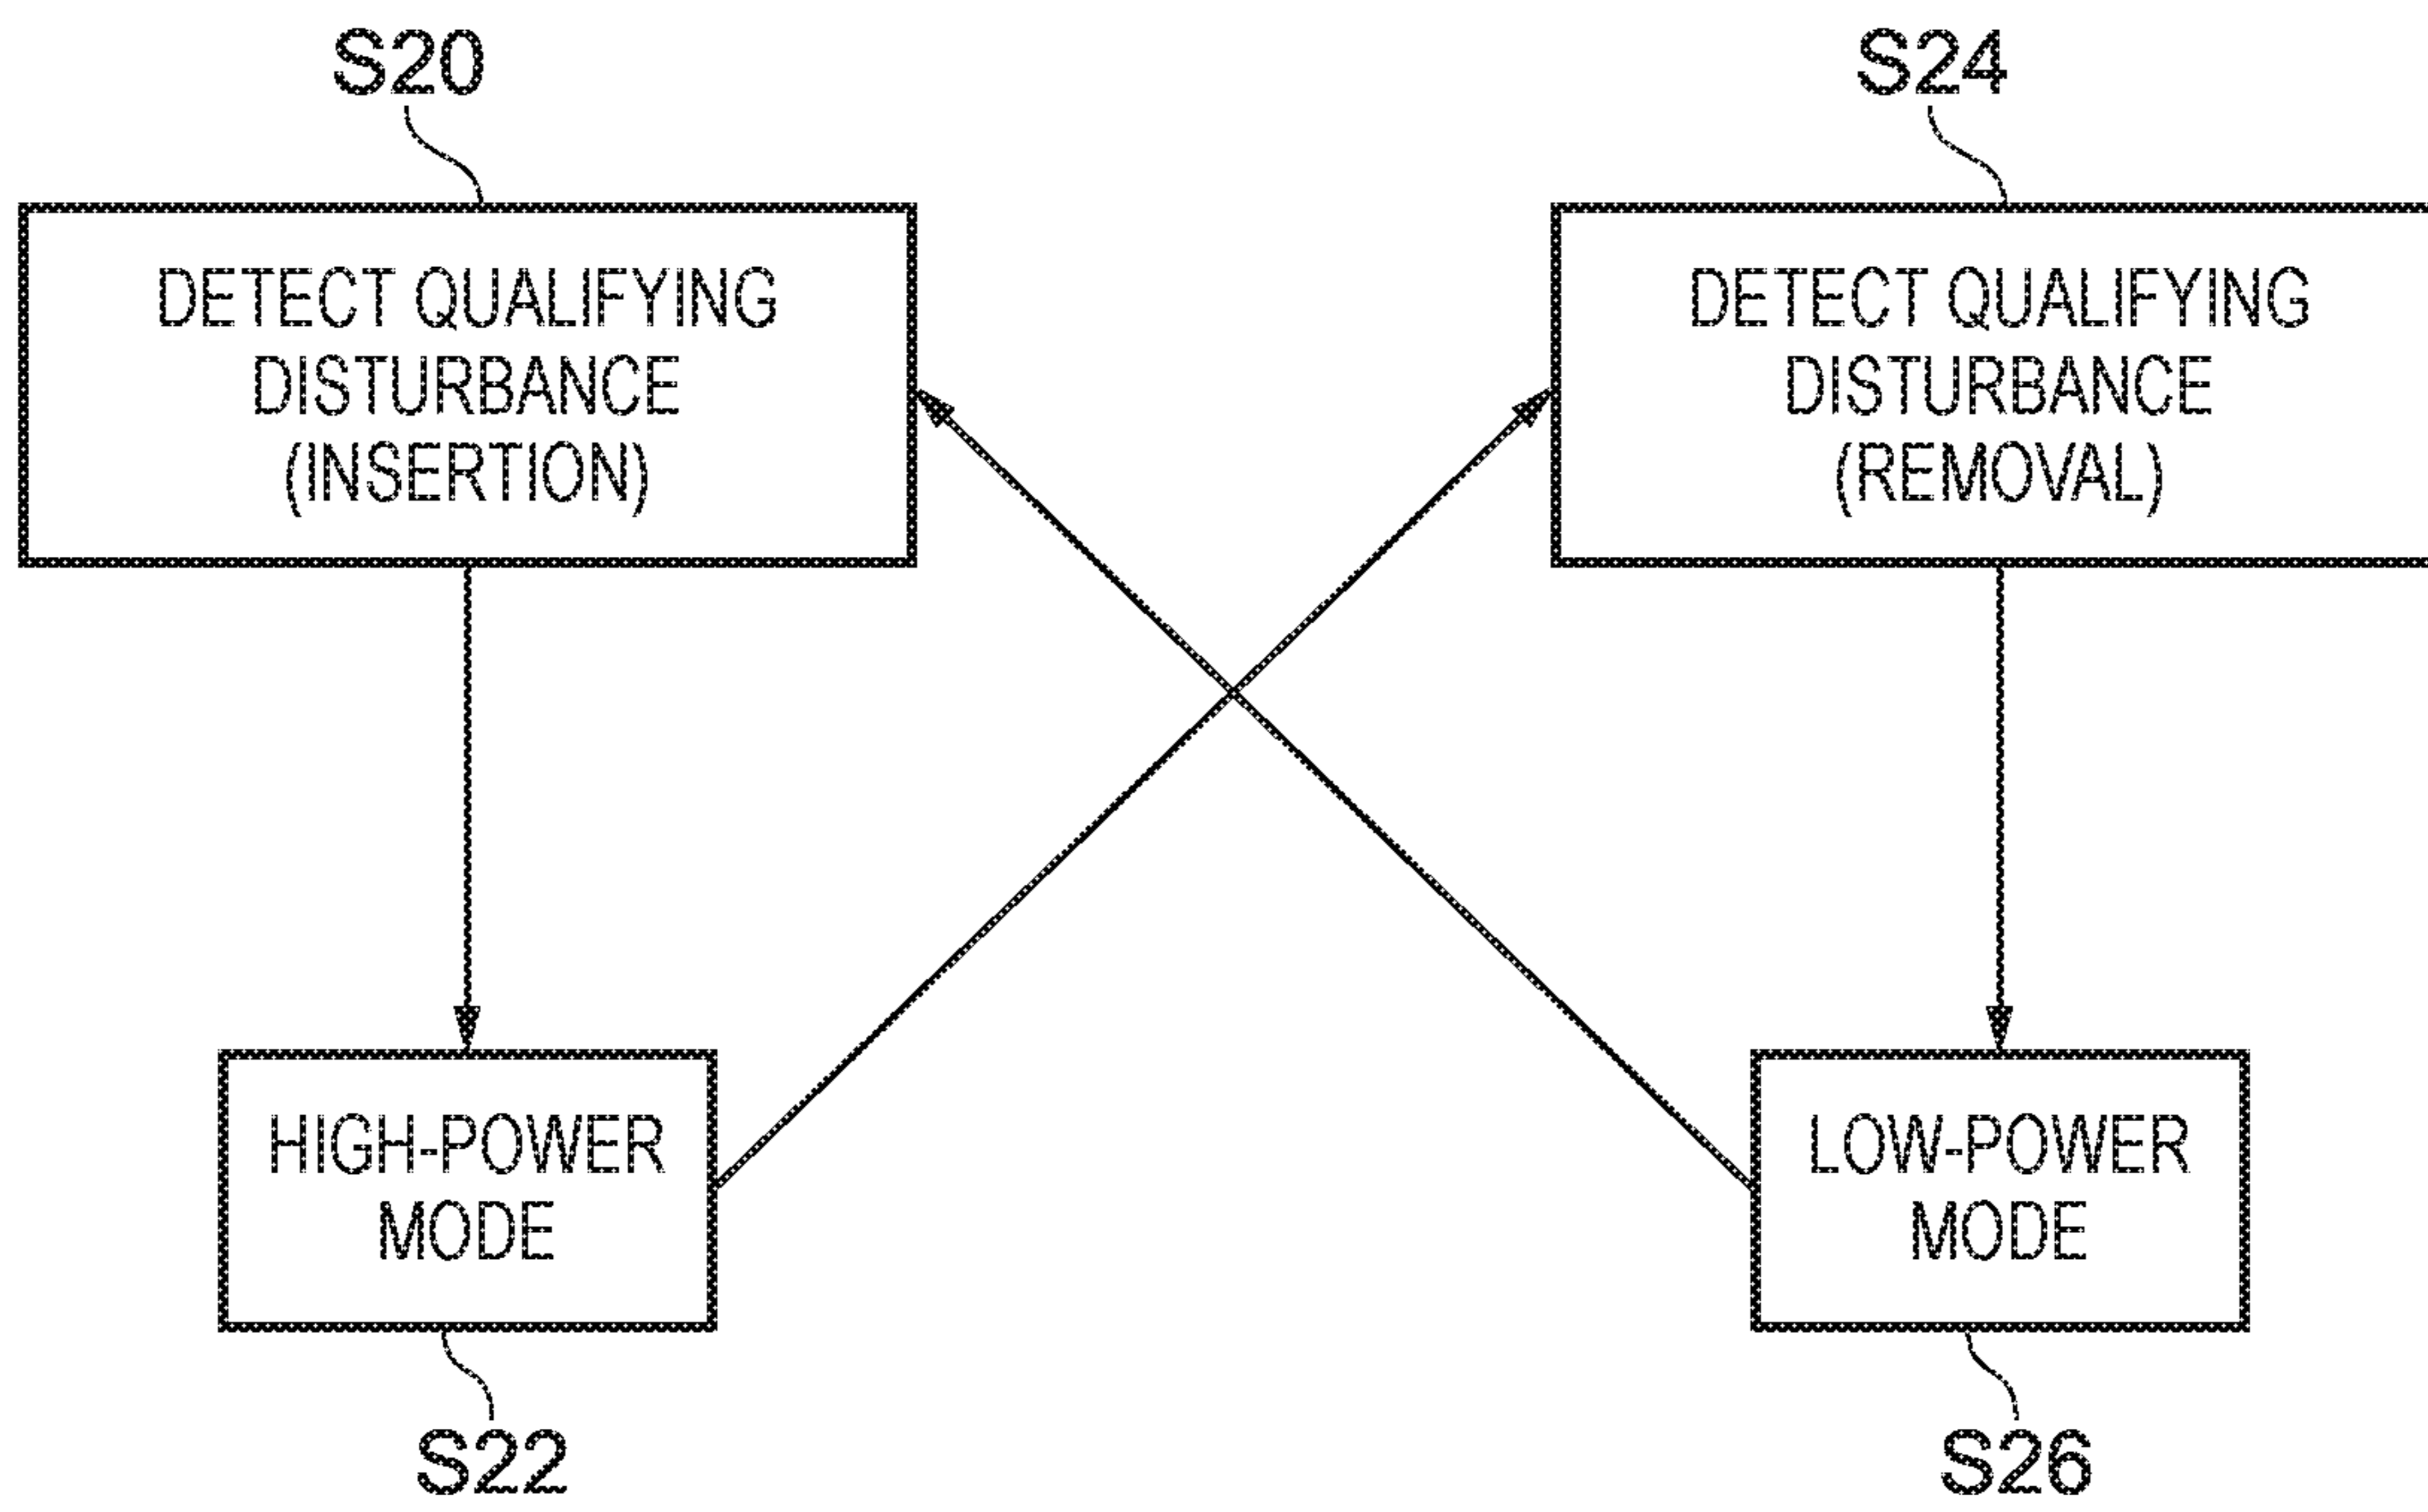 S20
DETECT QUALIFYING
DISTURBANCE
(INSERTION)
HIGH-POWER
MODE
S22
S24
DETECT QUALIFYING
DISTURBANCE
(REMOVAL)
LOW-POWER
MODE
S26